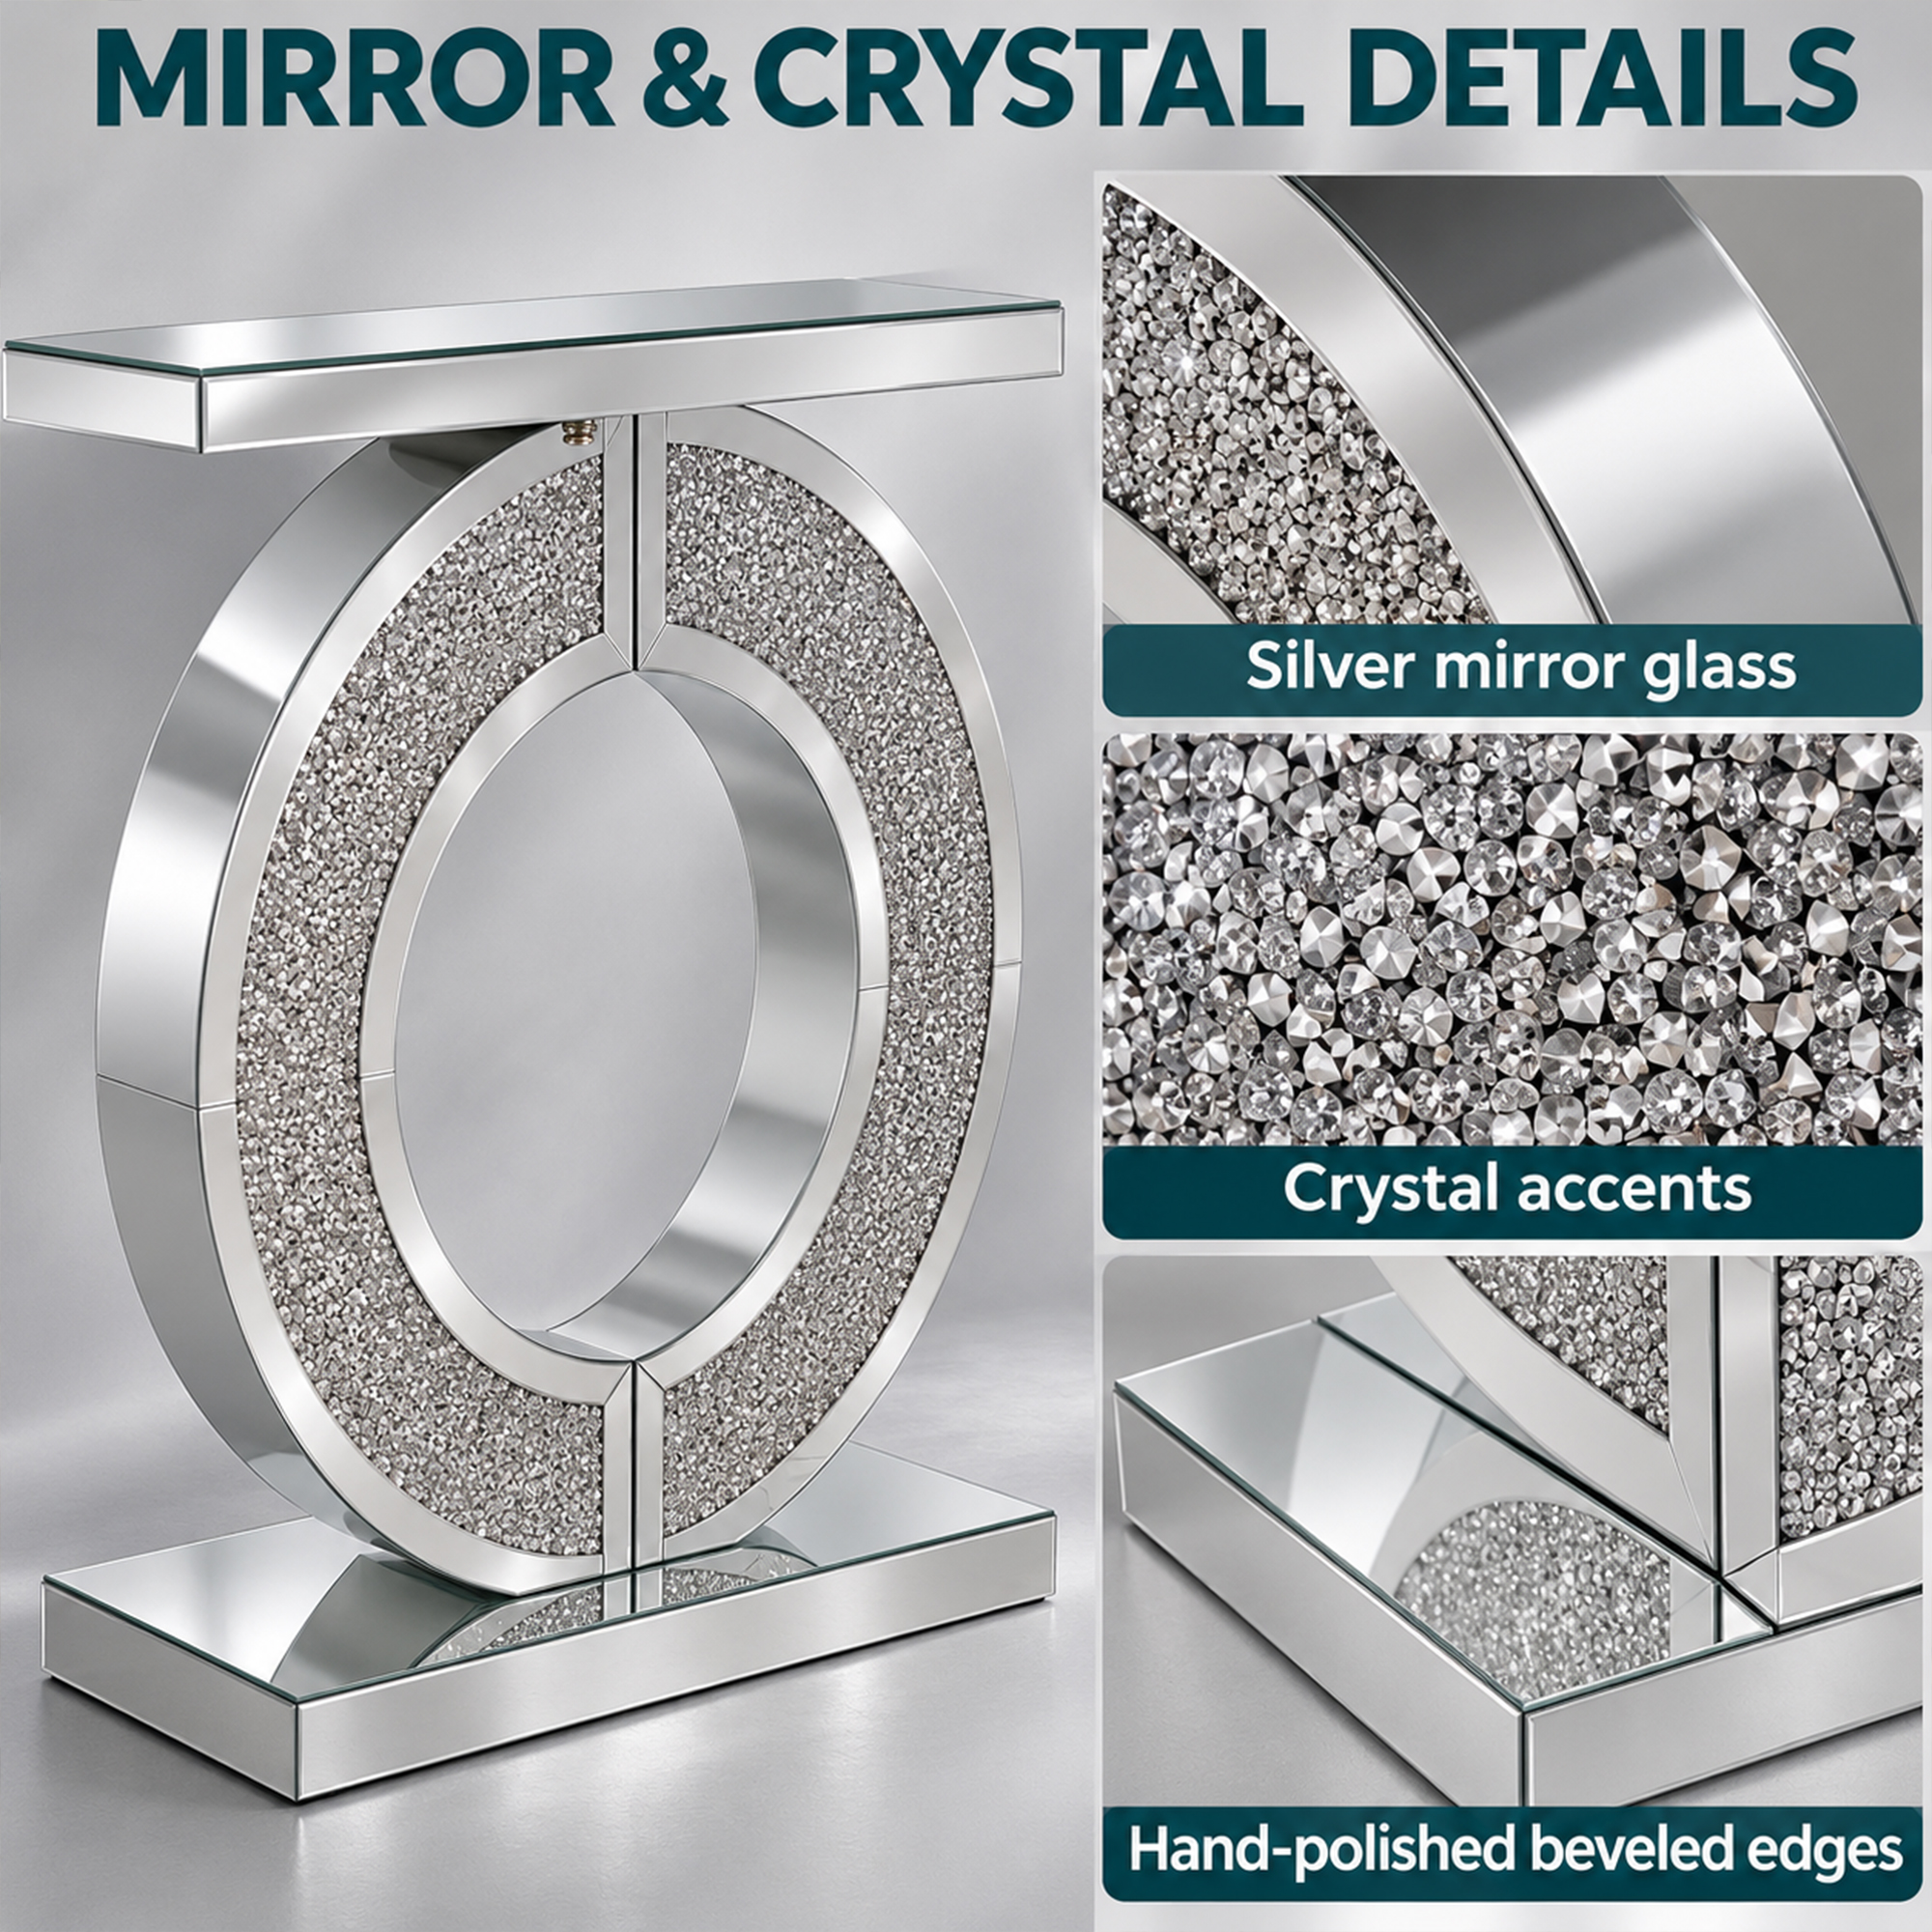 MIRROR & CRYSTAL DETAILS
Silver mirror glass
Crystal accents
Hand-polished beveled edges